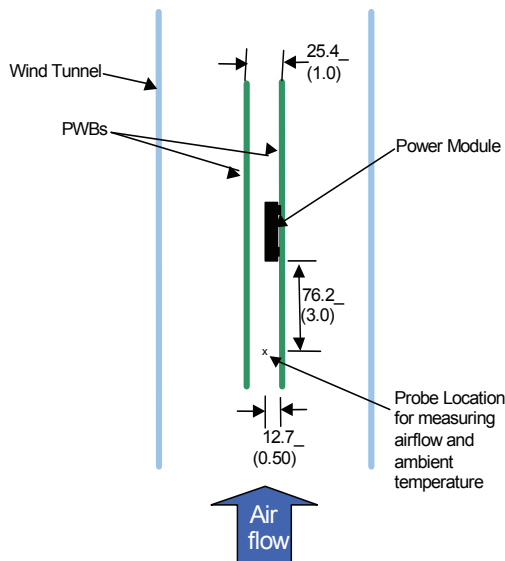 25.4_
(1.0)
Wind Tunnel
PWBs
Power Module
76.2_
(3.0)
x
Probe Location
for measuring
airflow and
ambient
temperature
12.7_
(0.50)
Air
flow